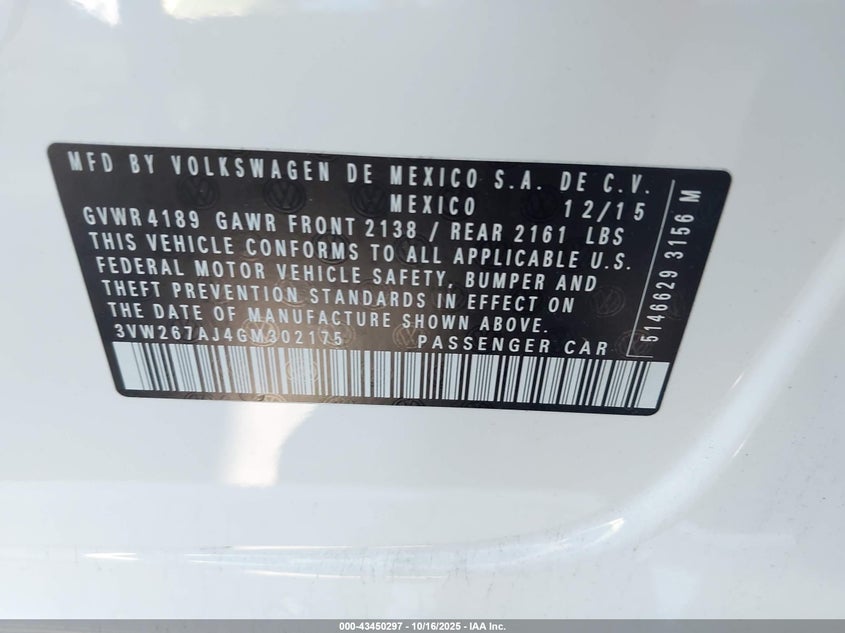 MFD BY VOLKSWAGEN DE MEXICO S.A. DE C.V.
MEXICO 12/15
GVWR 4189 GAWR FRONT 2138 / REAR 2161 LBS
THIS VEHICLE CONFORMS TO ALL APPLICABLE U.S.
FEDERAL MOTOR VEHICLE SAFETY, BUMPER AND
THEFT PREVENTION STANDARDS IN EFFECT ON
THE DATE OF MANUFACTURE SHOWN ABOVE.
3VW267AJ4GM302175 PASSENGER CAR
5146629 3156 M
000-43450297 - 10/16/2025 - IAA Inc.